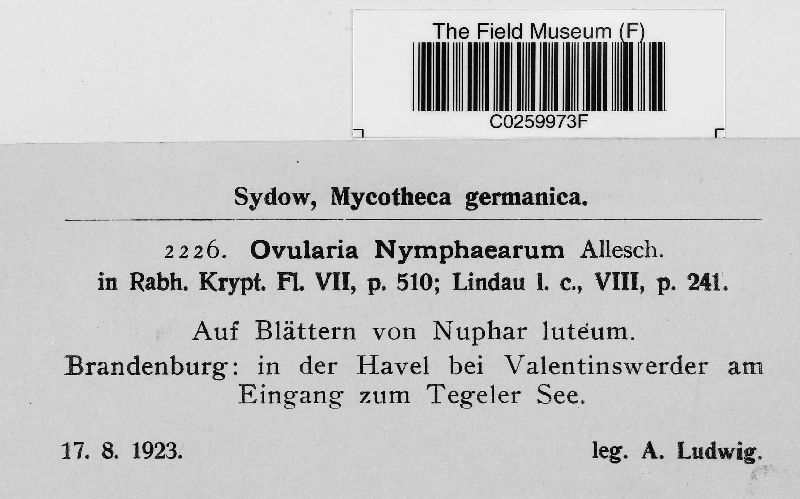 The Field Museum (F)
C0259973F
Sydow, Mycotheca germanica.
2226. Ovularia Nymphaearum Allesch.
in Rabh. Krypt. Fl. VII, p. 510; Lindau l. c., VIII, p. 241.
Auf Blättern von Nuphar luteum.
Brandenburg: in der Havel bei Valentinswerder am
Eingang zum Tegeler See.
17. 8. 1923. leg. A. Ludwig.